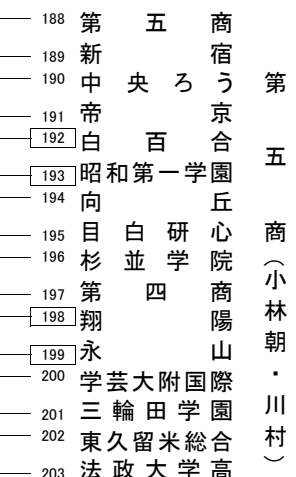 188 第五商
189 新宿
190 中央ろう
191 帝京
192 白百合
193 昭和第一学園
194 向丘
195 目白研心
196 杉並学院
197 第四商
198 翔陽
199 永山
200 学芸大附国際
201 三輪田学園
202 東久留米総合
203 法政大学高
第五商(小林朝・川村)